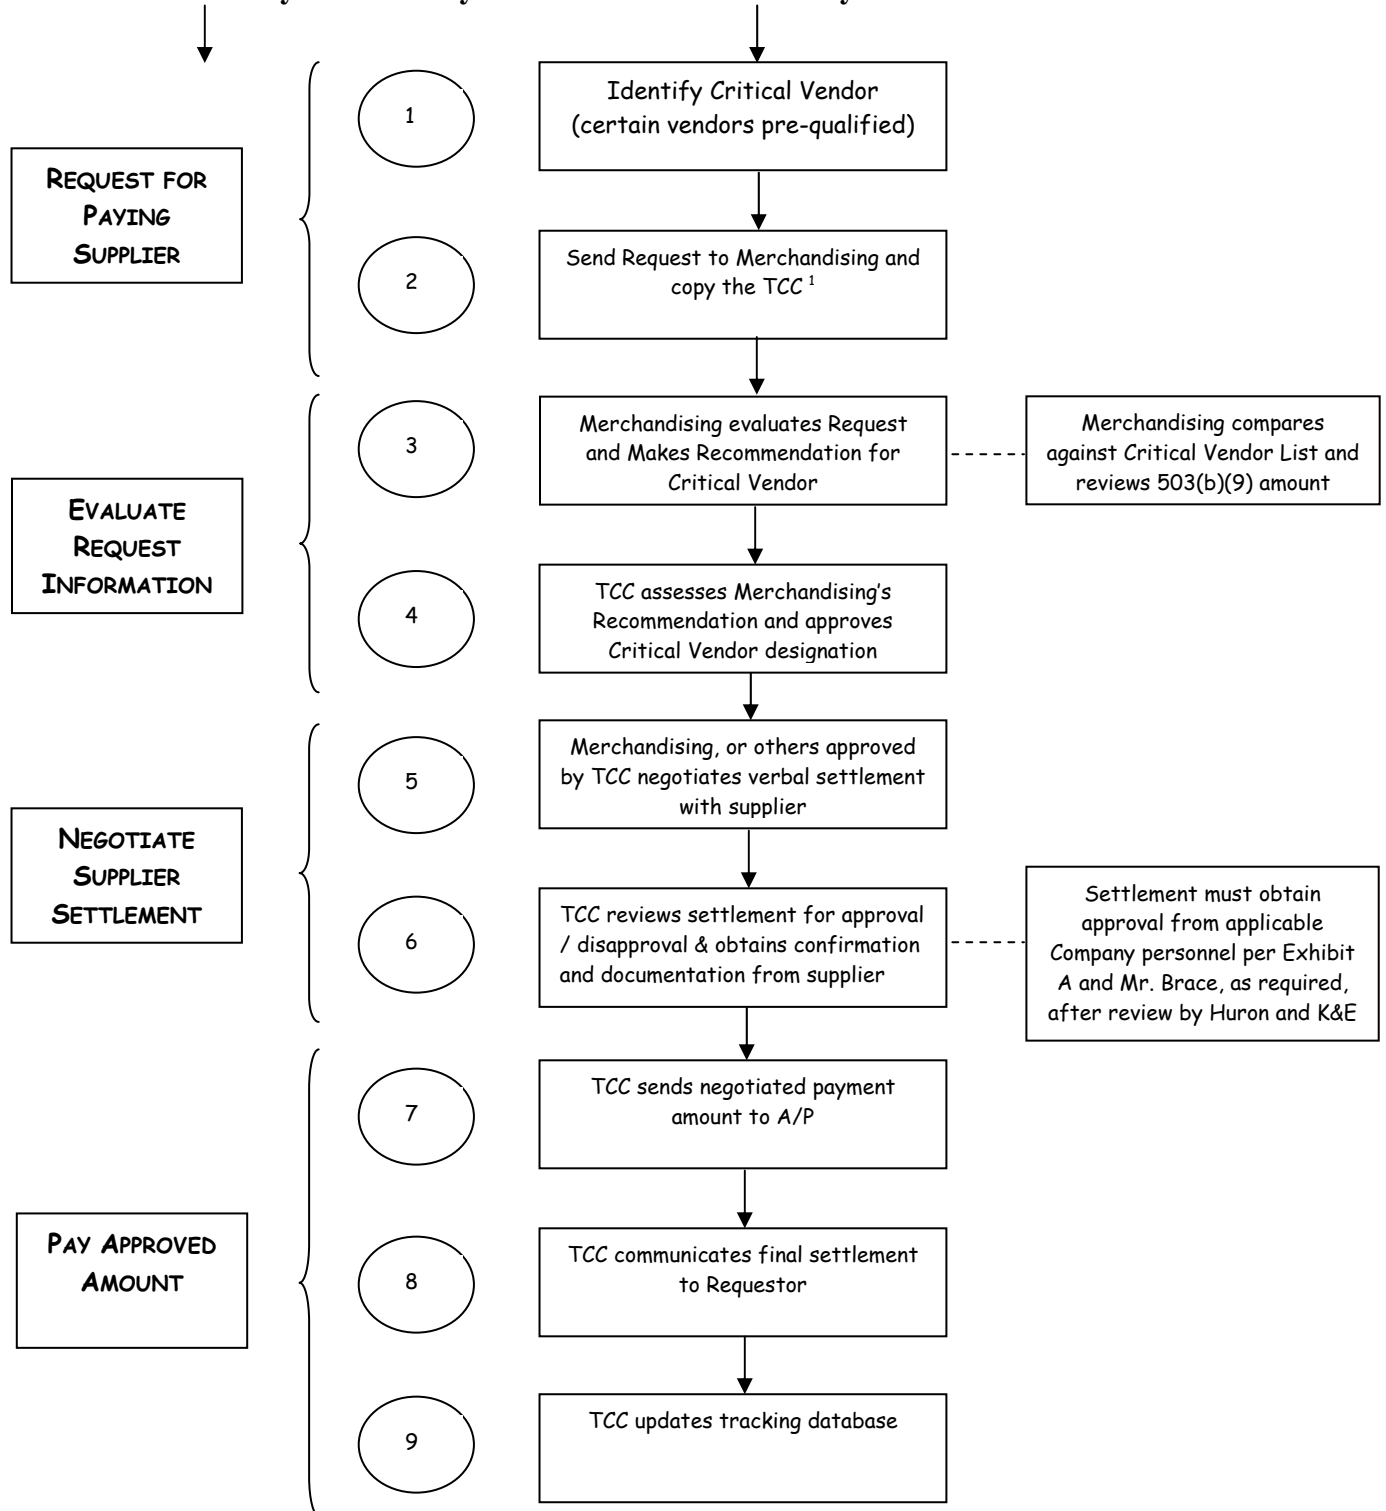 REQUEST FOR
PAYING
SUPPLIER
1
Identify Critical Vendor
(certain vendors pre-qualified)
2
Send Request to Merchandising and
copy the TCC 1
EVALUATE
REQUEST
INFORMATION
3
Merchandising evaluates Request
and Makes Recommendation for
Critical Vendor
Merchandising compares
against Critical Vendor List and
reviews 503(b)(9) amount
4
TCC assesses Merchandising’s
Recommendation and approves
Critical Vendor designation
NEGOTIATE
SUPPLIER
SETTLEMENT
5
Merchandising, or others approved
by TCC negotiates verbal settlement
with supplier
6
TCC reviews settlement for approval
/ disapproval & obtains confirmation
and documentation from supplier
Settlement must obtain
approval from applicable
Company personnel per Exhibit
A and Mr. Brace, as required,
after review by Huron and K&E
PAY APPROVED
AMOUNT
7
TCC sends negotiated payment
amount to A/P
8
TCC communicates final settlement
to Requestor
9
TCC updates tracking database